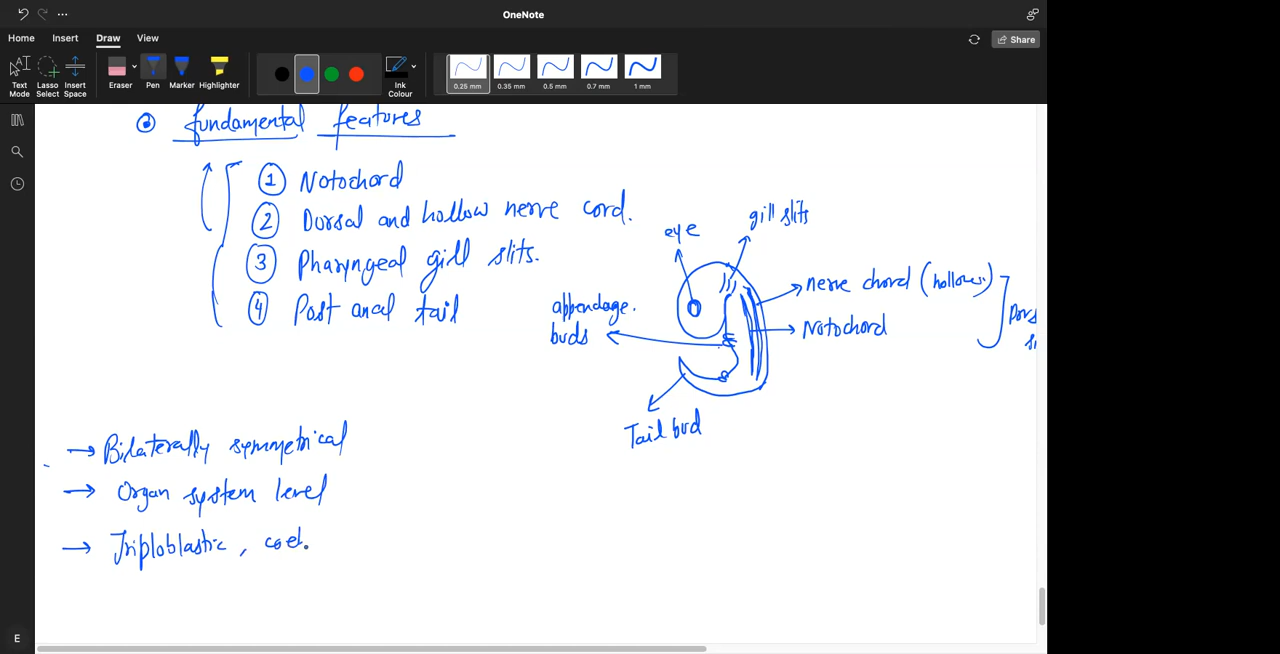 OneNote
Home Insert Draw View
Share
Text Mode
Lasso Select
Insert Space
Eraser
Pen
Marker
Highlighter
Ink Colour
0.25 mm
0.35 mm
0.5 mm
0.7 mm
1 mm
fundamental features
1 Notochord
2 Dorsal and hollow nerve cord.
3 Pharyngeal gill slits.
4 Post anal tail
eye
gill slits
appendage.
buds
nerve chord (hollow)
Notochord
Tail bud
→ Bilaterally symmetrical
→ Organ system level
→ Triploblastic, coel
E